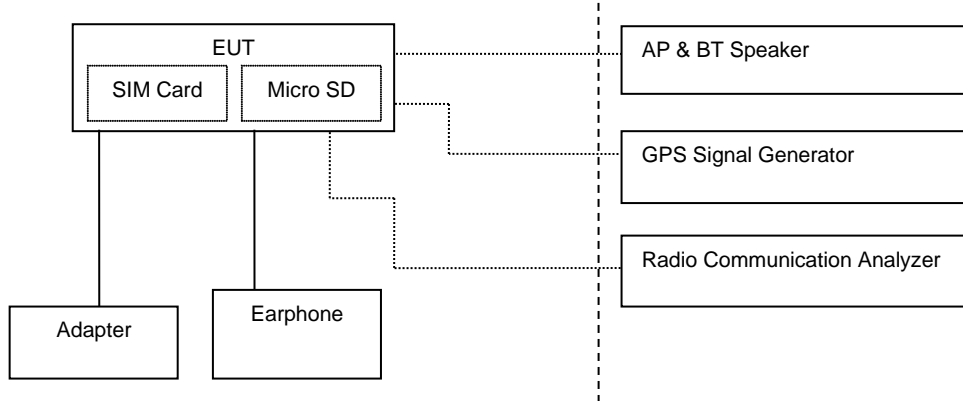 EUT
SIM Card
Micro SD
AP & BT Speaker
GPS Signal Generator
Radio Communication Analyzer
Adapter
Earphone